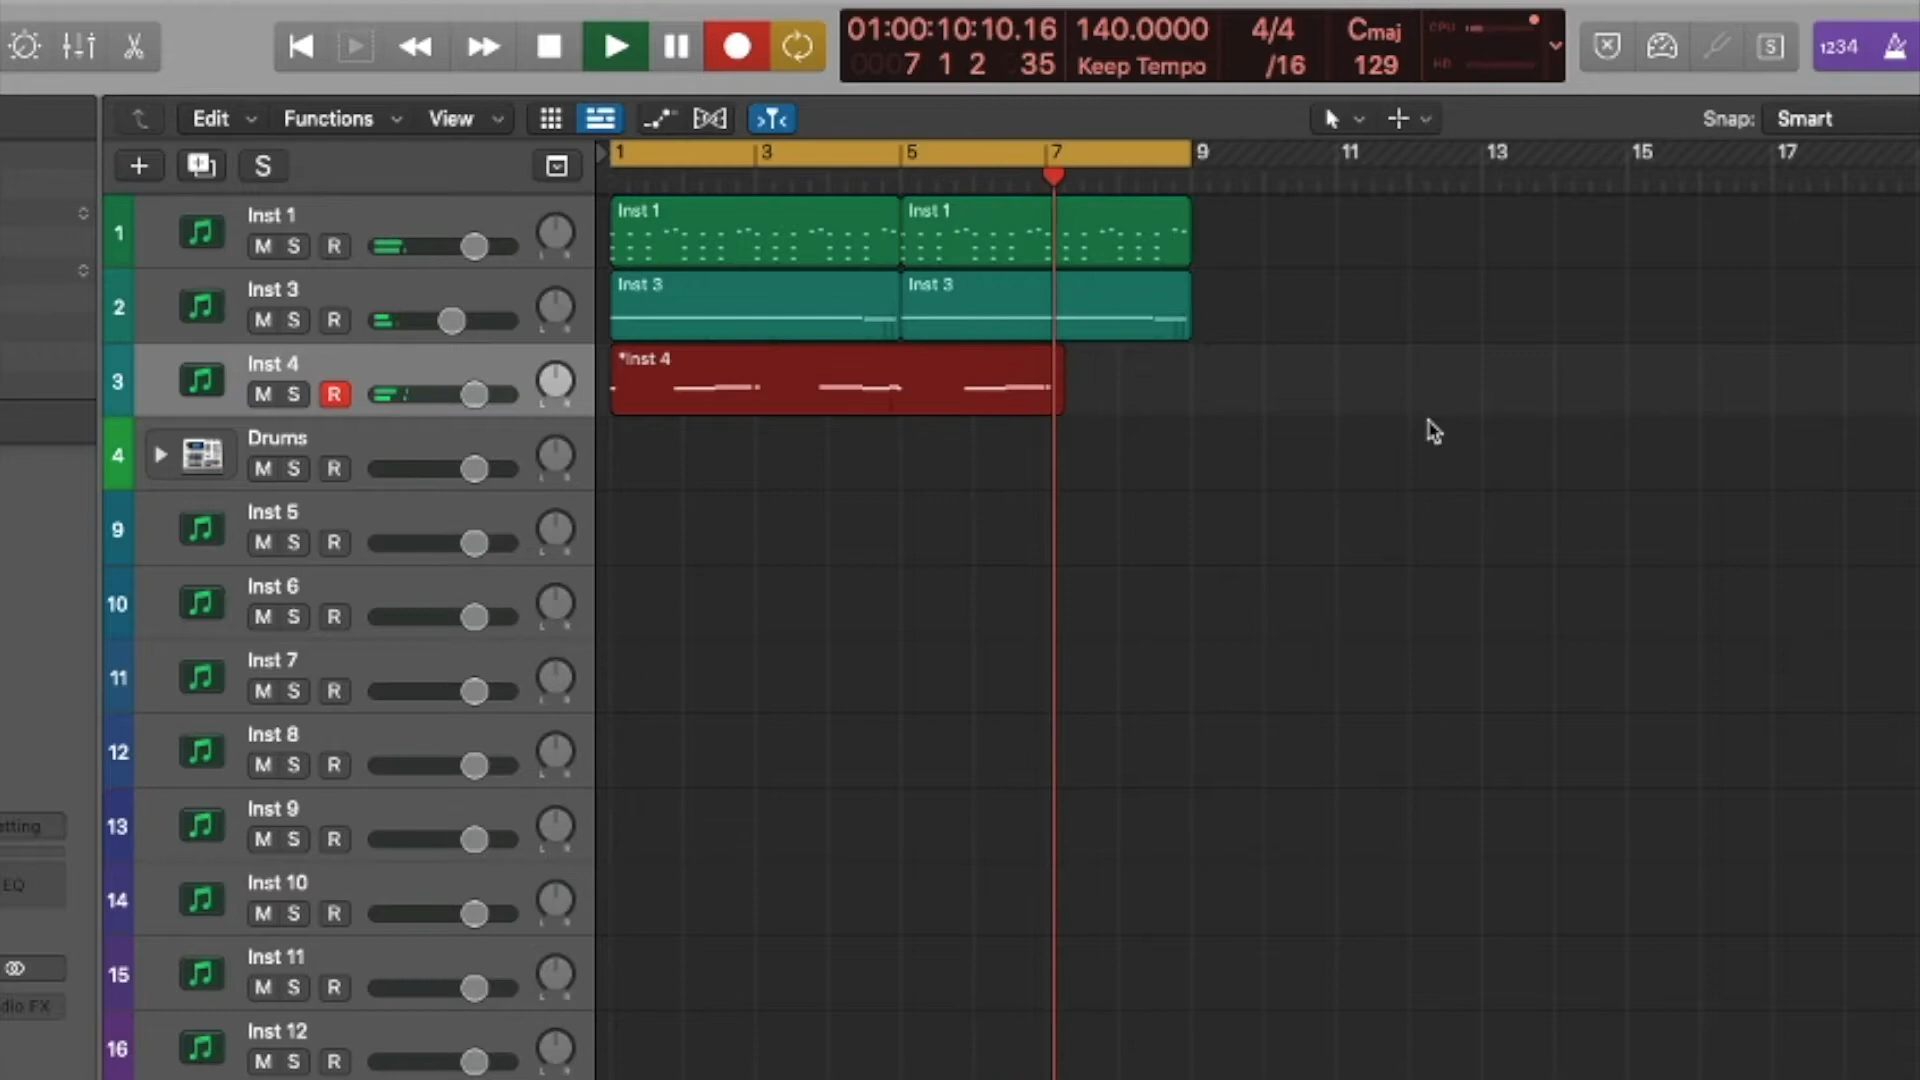 01:00:10:10.16 140.0000 4/4 Cmaj CPU
0007 1 2 35 Keep Tempo /16 129 HD
1234
Edit Functions View Snap: Smart
S
1 3 5 7 9 11 13 15 17
1 Inst 1 M S R
Inst 1 Inst 1
2 Inst 3 M S R
Inst 3 Inst 3
3 Inst 4 M S R
*Inst 4
4 Drums M S R
9 Inst 5 M S R
10 Inst 6 M S R
11 Inst 7 M S R
12 Inst 8 M S R
13 Inst 9 M S R
etting
14 Inst 10 M S R
EQ
15 Inst 11 M S R
dio FX
16 Inst 12 M S R